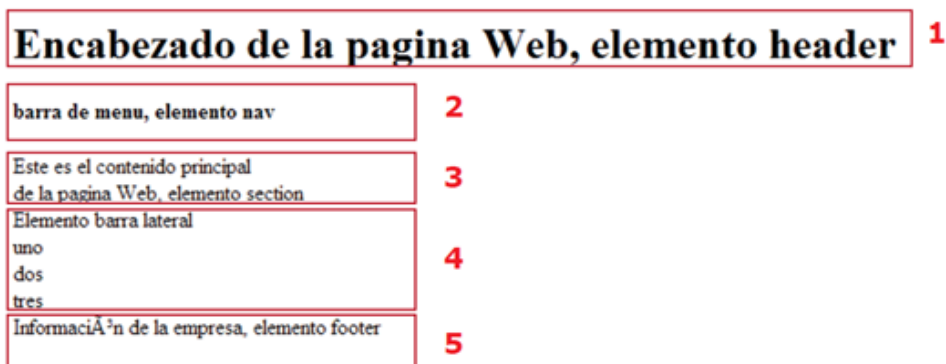 Encabezado de la pagina Web, elemento header 1
barra de menu, elemento nav 2
Este es el contenido principal
de la pagina Web, elemento section 3
Elemento barra lateral
uno
dos 4
tres
InformaciÃ³n de la empresa, elemento footer
5